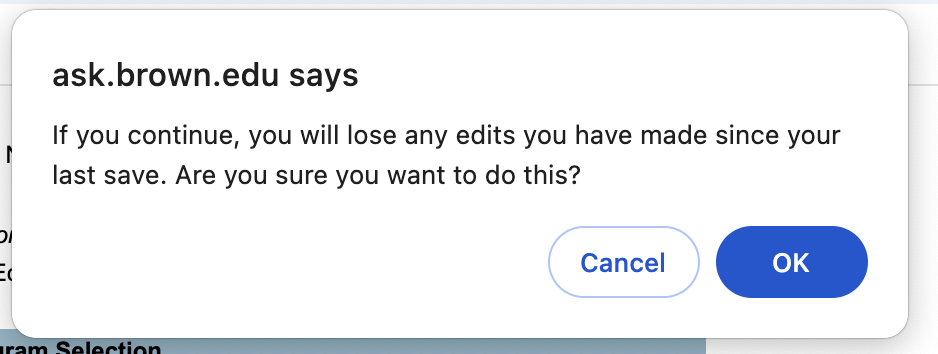 ask.brown.edu says
If you continue, you will lose any edits you have made since your
last save. Are you sure you want to do this?
Cancel
OK
Selection